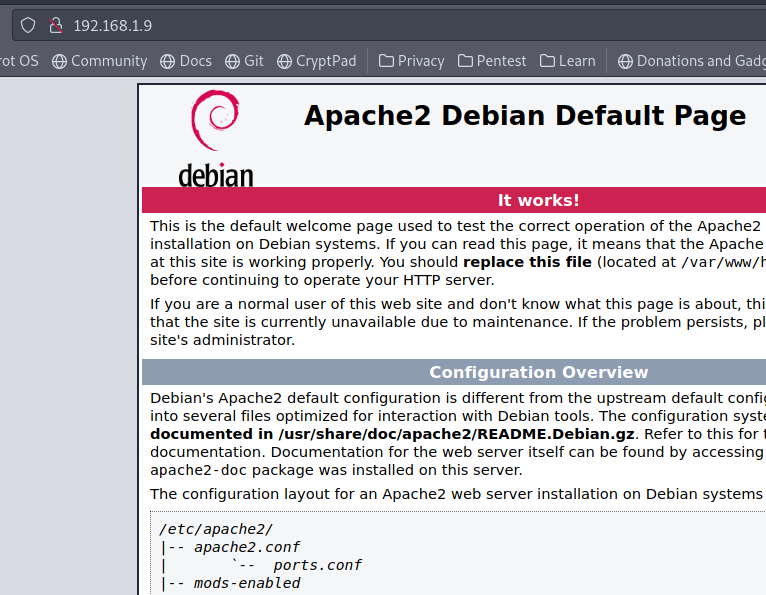 192.168.1.9
rot OS Community Docs Git CryptPad Privacy Pentest Learn Donations and Gadg
debian
Apache2 Debian Default Page
It works!
This is the default welcome page used to test the correct operation of the Apache2
installation on Debian systems. If you can read this page, it means that the Apache
at this site is working properly. You should replace this file (located at /var/www/h
before continuing to operate your HTTP server.
If you are a normal user of this web site and don't know what this page is about, thi
that the site is currently unavailable due to maintenance. If the problem persists, pl
site's administrator.
Configuration Overview
Debian's Apache2 default configuration is different from the upstream default config
into several files optimized for interaction with Debian tools. The configuration syste
documented in /usr/share/doc/apache2/README.Debian.gz. Refer to this for t
documentation. Documentation for the web server itself can be found by accessing
apache2-doc package was installed on this server.
The configuration layout for an Apache2 web server installation on Debian systems
/etc/apache2/
|-- apache2.conf
|       `--  ports.conf
|-- mods-enabled